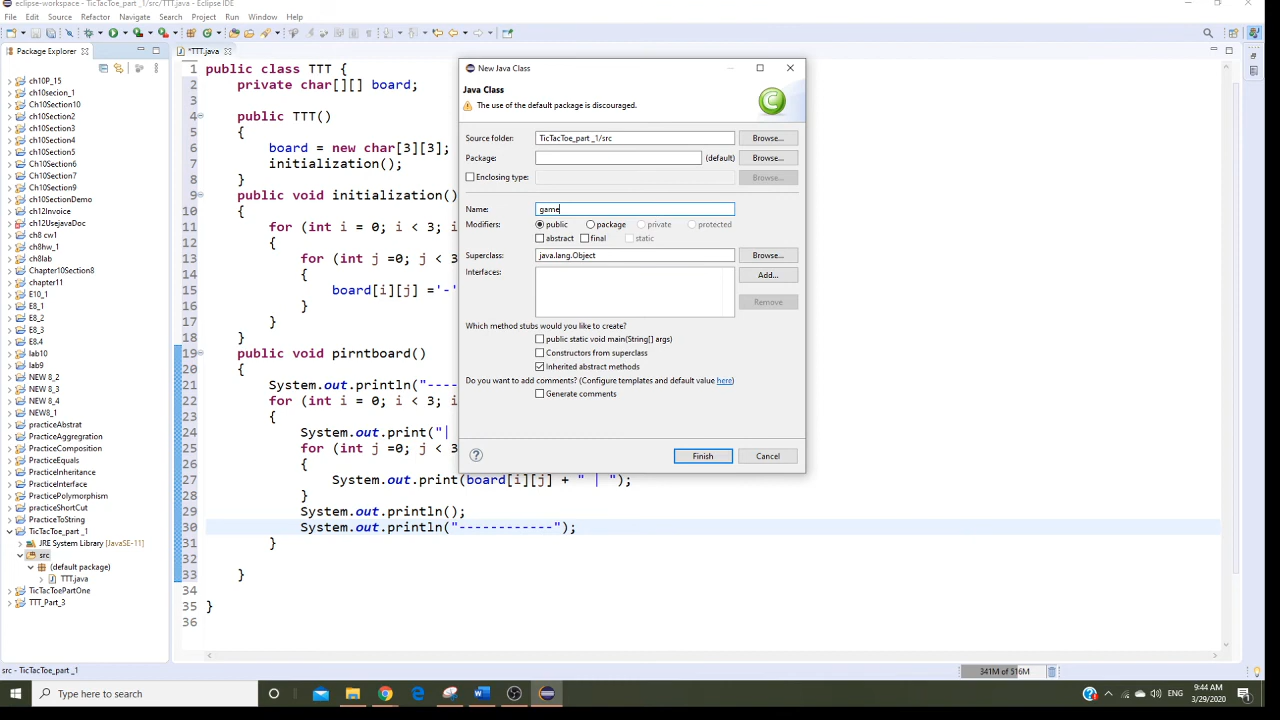 eclipse-workspace - TicTacToe_part _1/src/TTT.java - Eclipse IDE
File Edit Source Refactor Navigate Search Project Run Window Help
Package Explorer
*TTT.java
ch10P_15
ch10secion_1
Ch10Section10
ch10Section2
ch10Section3
ch10Section4
ch10Section5
Ch10Section6
Ch10Section7
Ch10Section9
ch10SectionDemo
ch12Invoice
ch12UsejavaDoc
ch8 cw1
ch8hw_1
ch8lab
Chapter10Section8
chapter11
E10_1
E8_1
E8_2
E8_3
E8.4
lab10
lab9
NEW 8_2
NEW 8_3
NEW 8_4
NEW8_1
PracticeAbstrat
PracticeAggregation
PracticeComposition
PracticeEquals
PracticeInheritance
PracticeInterface
PracticePolymorphism
practiceShortCut
PracticeToString
TicTacToe_part _1
JRE System Library [JavaSE-11]
src
(default package)
TTT.java
TicTacToePartOne
TTT_Part_3
1 public class TTT {
2 private char[][] board;
3
4 public TTT()
5 {
6 board = new char[3][3];
7 initialization();
8 }
9 public void initialization()
10 {
11 for (int i = 0; i < 3; i
12 {
13 for (int j =0; j < 3
14 {
15 board[i][j] ='-'
16 }
17 }
18 }
19 public void pirntboard()
20 {
21 System.out.println("----
22 for (int i = 0; i < 3; i
23 {
24 System.out.print("|
25 for (int j =0; j < 3
26 {
27 System.out.print(board[i][j] + " | ");
28 }
29 System.out.println();
30 System.out.println("------------");
31 }
32
33 }
34
35 }
36
New Java Class
Java Class
The use of the default package is discouraged.
Source folder: TicTacToe_part _1/src Browse...
Package: (default) Browse...
Enclosing type: Browse...
Name: game
Modifiers: public package private protected
abstract final static
Superclass: java.lang.Object Browse...
Interfaces: Add...
Remove
Which method stubs would you like to create?
public static void main(String[] args)
Constructors from superclass
Inherited abstract methods
Do you want to add comments? (Configure templates and default value here)
Generate comments
? Finish Cancel
src - TicTacToe_part _1
341M of 516M
Type here to search
ENG
9:44 AM
3/29/2020